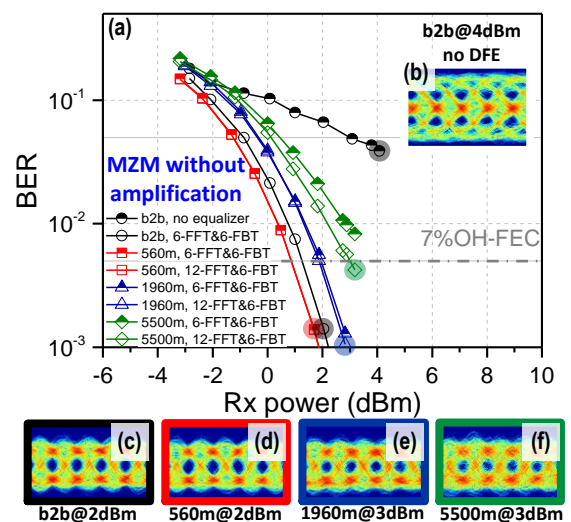 (a)
b2b@4dBm
no DFE
(b)
10-1
10-2
10-3
BER
MZM without
amplification
b2b, no equalizer
b2b, 6-FFT&6-FBT
560m, 6-FFT&6-FBT
560m, 12-FFT&6-FBT
1960m, 6-FFT&6-FBT
1960m, 12-FFT&6-FBT
5500m, 6-FFT&6-FBT
5500m, 12-FFT&6-FBT
7%OH-FEC
-6 -4 -2 0 2 4 6 8 10
Rx power (dBm)
(c) (d) (e) (f)
b2b@2dBm 560m@2dBm 1960m@3dBm 5500m@3dBm